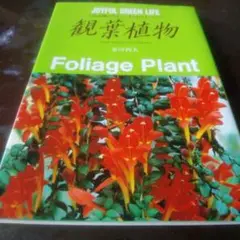 JOYFUL GREEN LIFE
観葉植物
Foliage Plant